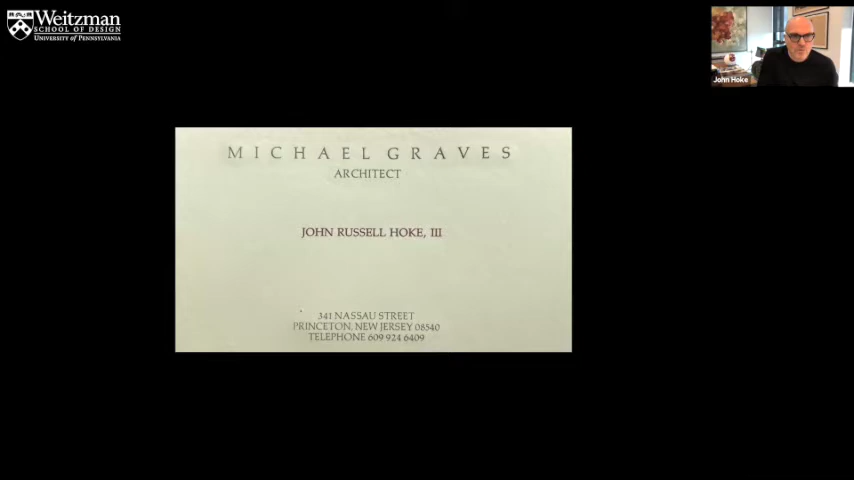 Weitzman
SCHOOL OF DESIGN
UNIVERSITY of PENNSYLVANIA
John Hoke
MICHAEL GRAVES
ARCHITECT
JOHN RUSSELL HOKE, III
341 NASSAU STREET
PRINCETON, NEW JERSEY 08540
TELEPHONE 609 924 6409